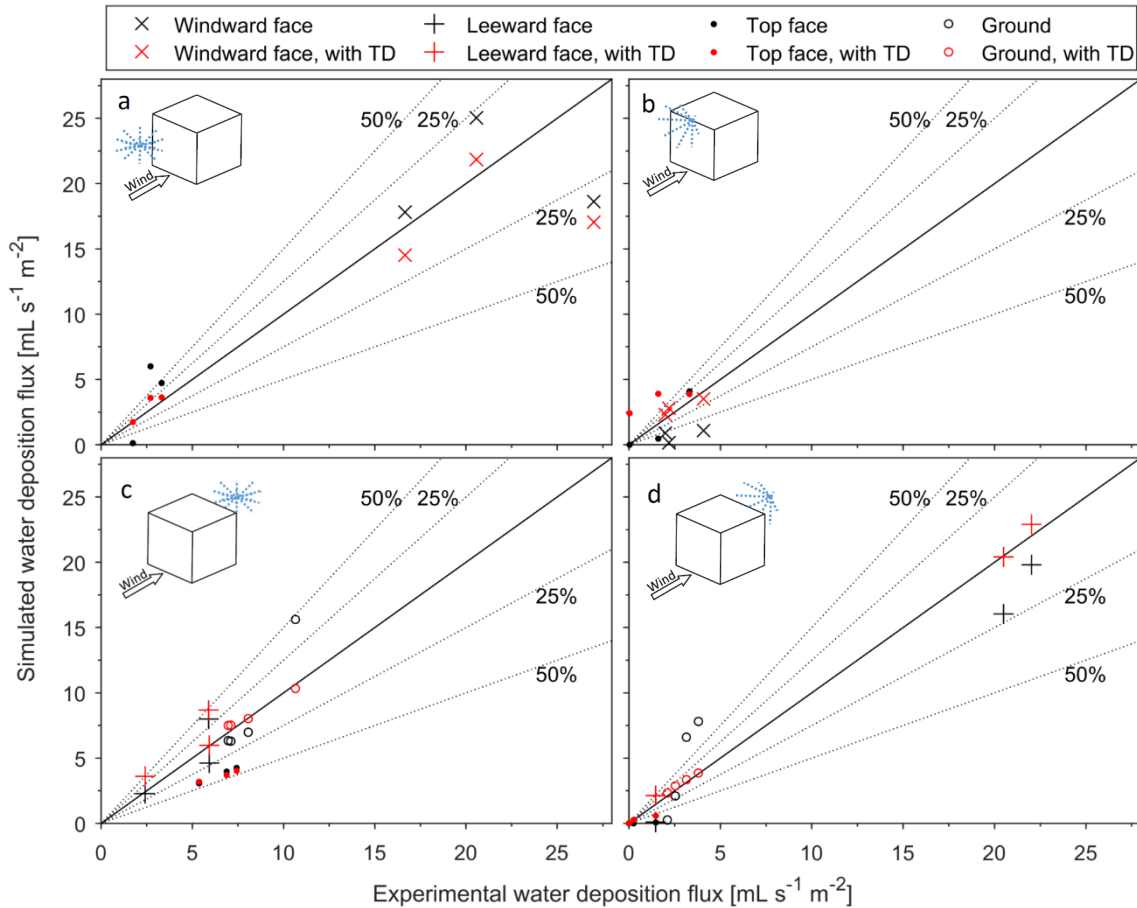 Windward face Leeward face Top face Ground
Windward face, with TD Leeward face, with TD Top face, with TD Ground, with TD
a
50% 25%
25
Wind
20
25%
15
50%
10
5
0
b
50% 25%
Wind
25%
50%
c
50% 25%
25
Wind
20
25%
15
50%
10
5
0
0 5 10 15 20 25
d
50% 25%
Wind
25%
50%
0 5 10 15 20 25
Simulated water deposition flux [mL s⁻¹ m⁻²]
Experimental water deposition flux [mL s⁻¹ m⁻²]